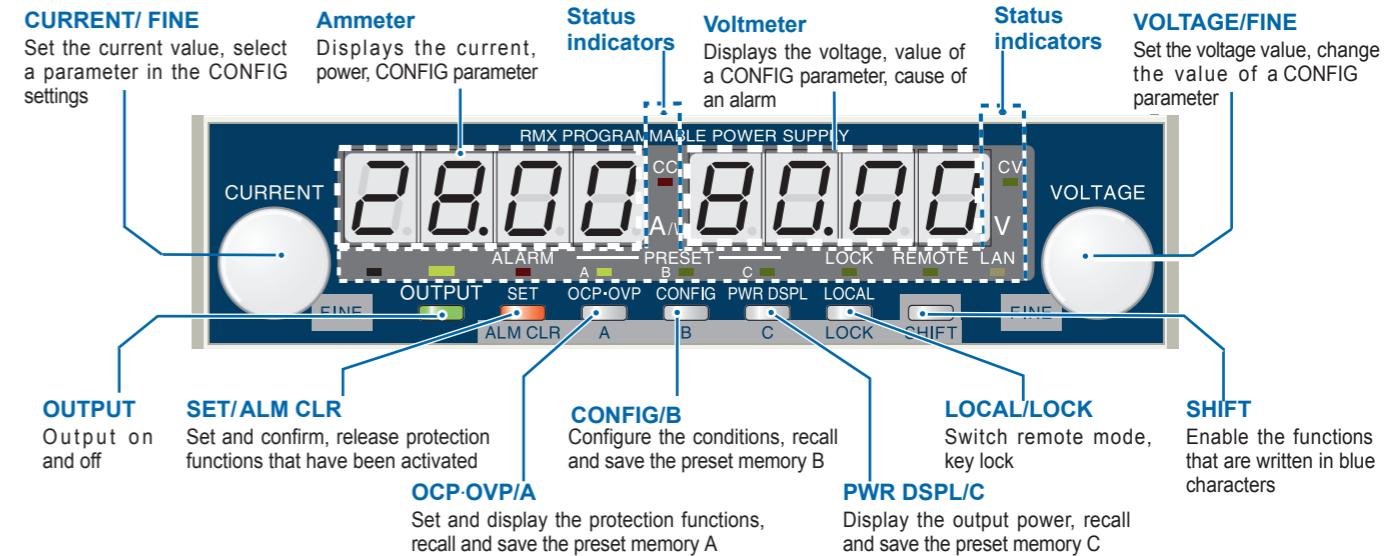 CURRENT/ FINE
Set the current value, select
a parameter in the CONFIG
settings
Ammeter
Displays the current,
power, CONFIG parameter
Status
indicators
Voltmeter
Displays the voltage, value of
a CONFIG parameter, cause of
an alarm
Status
indicators
VOLTAGE/FINE
Set the voltage value, change
the value of a CONFIG
parameter
RMX PROGRAMMABLE POWER SUPPLY
CURRENT
28.00
CC
A/
80.00
CV
V
VOLTAGE
ALARM
PRESET
LOCK
REMOTE
LAN
A
B
C
OUTPUT
SET
OCP·OVP
CONFIG
PWR DSPL
LOCAL
FINE
ALM CLR
A
B
C
LOCK
SHIFT
FINE
OUTPUT
Output on
and off
SET/ALM CLR
Set and confirm, release protection
functions that have been activated
OCP·OVP/A
Set and display the protection functions,
recall and save the preset memory A
CONFIG/B
Configure the conditions, recall
and save the preset memory B
PWR DSPL/C
Display the output power, recall
and save the preset memory C
LOCAL/LOCK
Switch remote mode,
key lock
SHIFT
Enable the functions
that are written in blue
characters